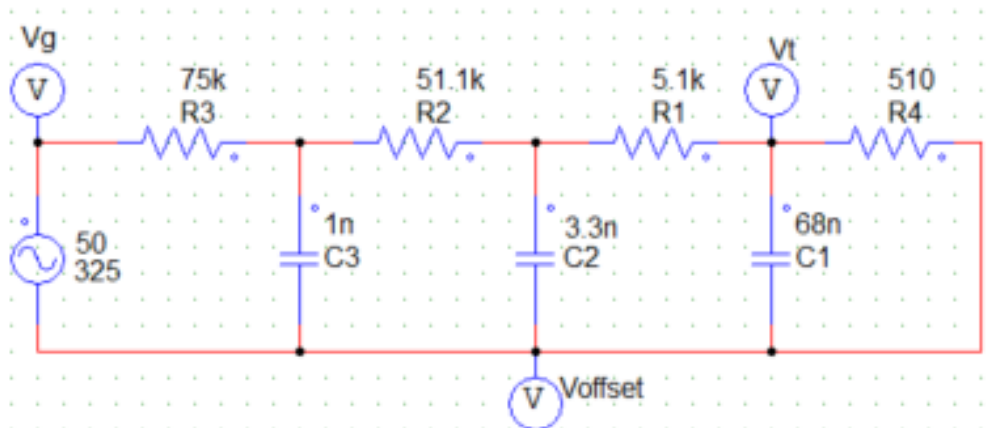 Vg
V
75k
R3
51.1k
R2
5.1k
R1
Vt
V
510
R4
50
325
1n
C3
3.3n
C2
68n
C1
V
Voffset